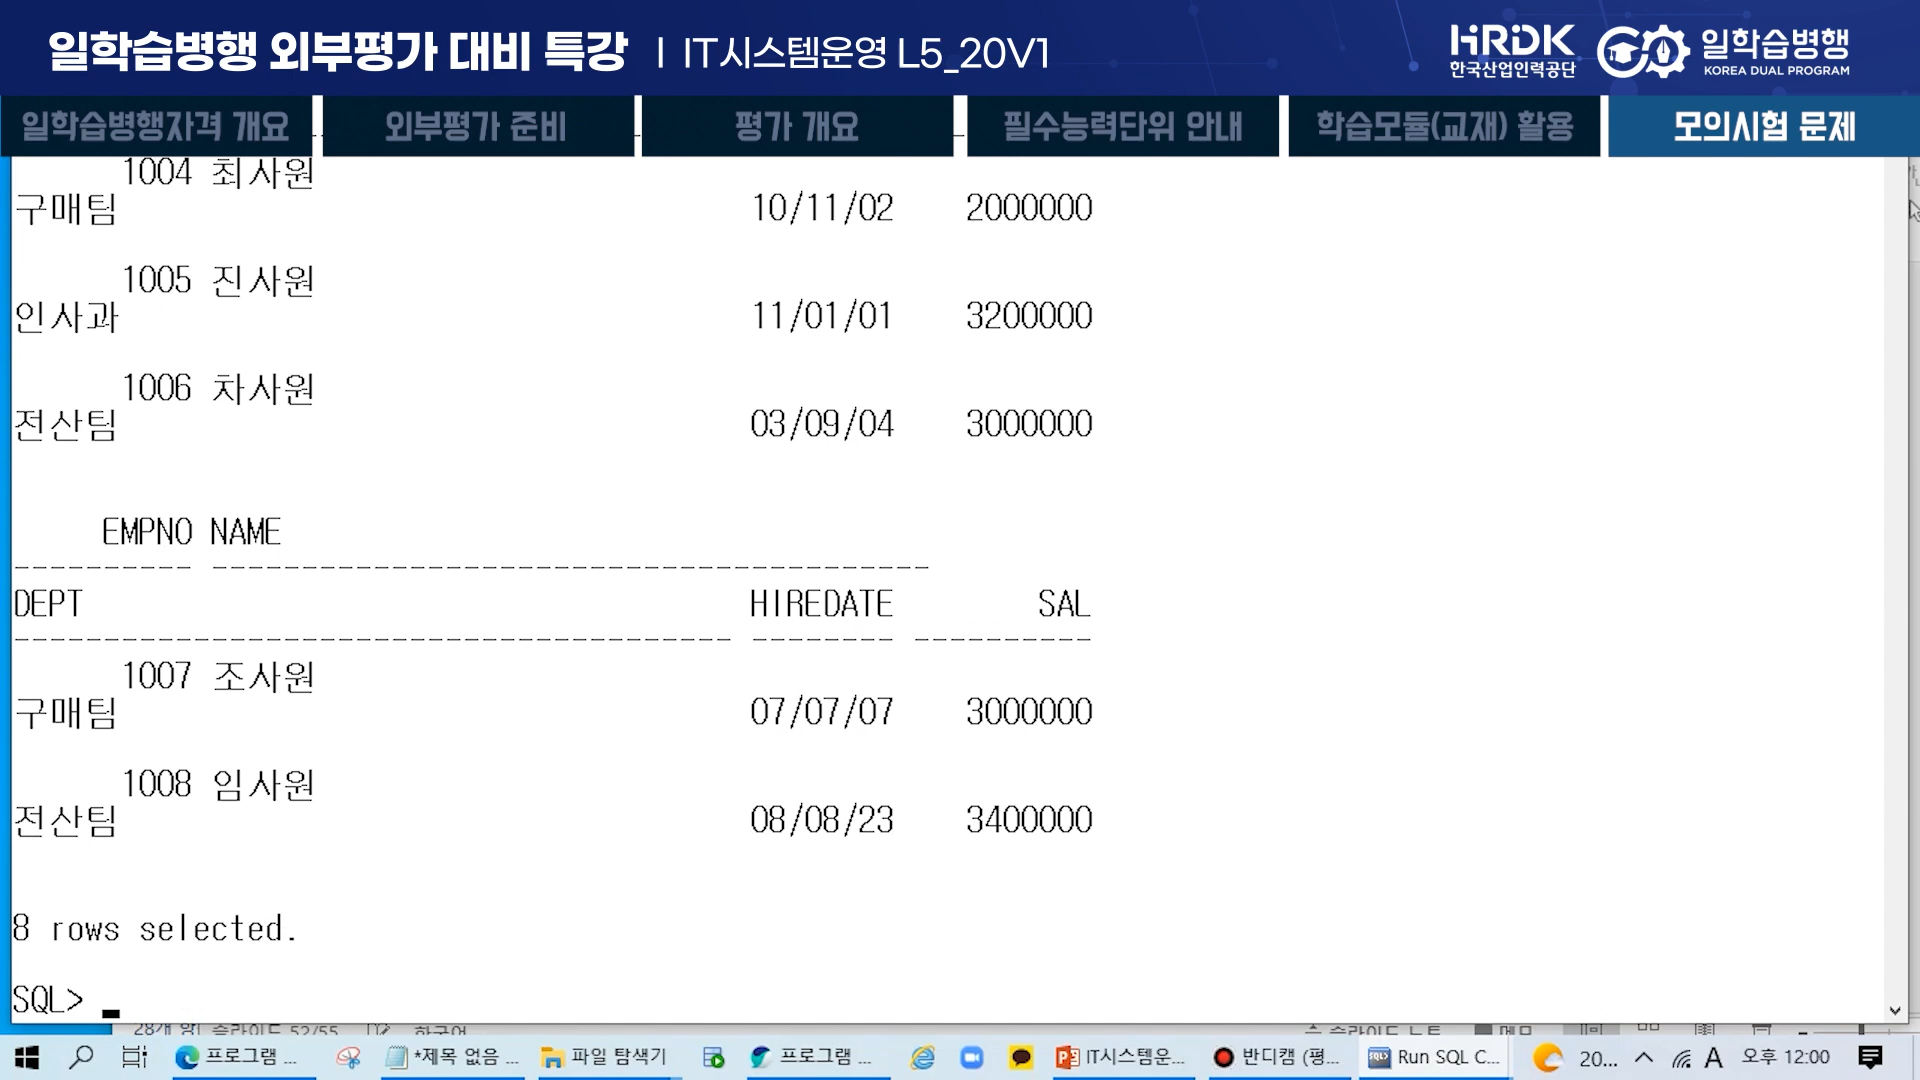 일학습병행 외부평가 대비 특강 | IT시스템운영 L5_20V1
HRDK 한국산업인력공단
일학습병행 KOREA DUAL PROGRAM
일학습병행자격 개요 외부평가 준비 평가 개요 필수능력단위 안내 학습모듈(교재) 활용 모의시험 문제
1004 최사원
구매팀 10/11/02 2000000
1005 진사원
인사과 11/01/01 3200000
1006 차사원
전산팀 03/09/04 3000000
EMPNO NAME
---------- ----------------------------------------
DEPT HIREDATE SAL
---------------------------------------- -------- ----------
1007 조사원
구매팀 07/07/07 3000000
1008 임사원
전산팀 08/08/23 3400000
8 rows selected.
SQL>
프로그램 ... *제목 없음 ... 파일 탐색기 프로그램 ... IT시스템운... 반디캠 (평... Run SQL C... 20... A 오후 12:00